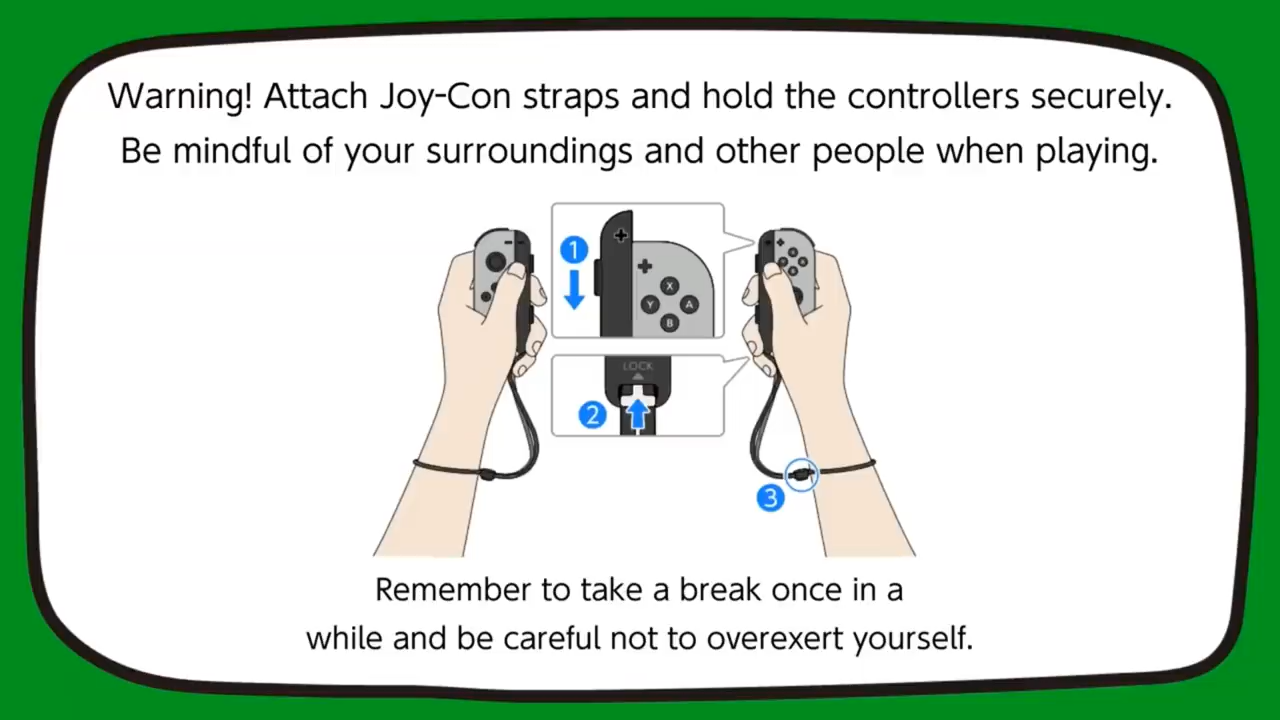 Warning! Attach Joy-Con straps and hold the controllers securely.
Be mindful of your surroundings and other people when playing.
1
X
Y
A
B
LOCK
2
3
Remember to take a break once in a
while and be careful not to overexert yourself.